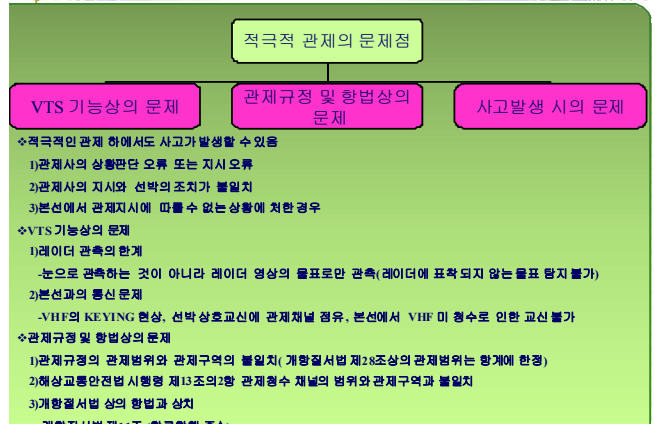 적극적 관제의 문제점
VTS 기능상의 문제
관제규정 및 항법상의
문제
사고발생 시의 문제
❖적극적인 관제 하에서도 사고가 발생할 수 있음
1)관제사의 상황판단 오류 또는 지시 오류
2)관제사의 지시와 선박의 조치가 불일치
3)본선에서 관제지시에 따를 수 없는 상황에 처한 경우
❖VTS 기능상의 문제
1)레이더 관측의 한계
-눈으로 관측하는 것이 아니라 레이더 영상의 물표로만 관측(레이더에 포착 되지 않는 물표 탐지 불가)
2)본선과의 통신 문제
-VHF의 KEYING 현상, 선박 상호교신에 관제채널 점유, 본선에서 VHF 미 청수로 인한 교신 불가
❖관제규정 및 항법상의 문제
1)관제규정의 관제범위와 관제구역의 불일치( 개항질서법 제28조상의 관제범위는 항계에 한정)
2)해상교통안전법 시행령 제13조의2항 관제청수 채널의 범위와 관제구역과 불일치
3)개항질서법 상의 항법과 상치